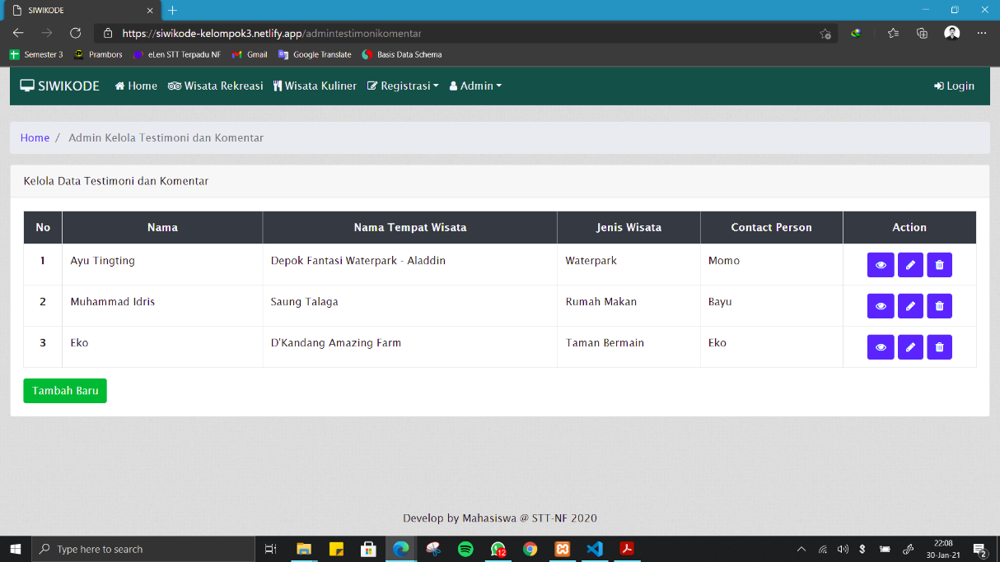 SIWIKODE
https://siwikode-kelompok3.netlify.app/admintestimonikomentar
Semester 3 Prambors eLen STT Terpadu NF Gmail Google Translate Basis Data Schema
SIWIKODE Home Wisata Rekreasi Wisata Kuliner Registrasi Admin Login
Home / Admin Kelola Testimoni dan Komentar
Kelola Data Testimoni dan Komentar
No Nama Nama Tempat Wisata Jenis Wisata Contact Person Action
1 Ayu Tingting Depok Fantasi Waterpark - Aladdin Waterpark Momo
2 Muhammad Idris Saung Talaga Rumah Makan Bayu
3 Eko D'Kandang Amazing Farm Taman Bermain Eko
Tambah Baru
Develop by Mahasiswa @ STT-NF 2020
Type here to search
12
22:08
30-Jan-21
2